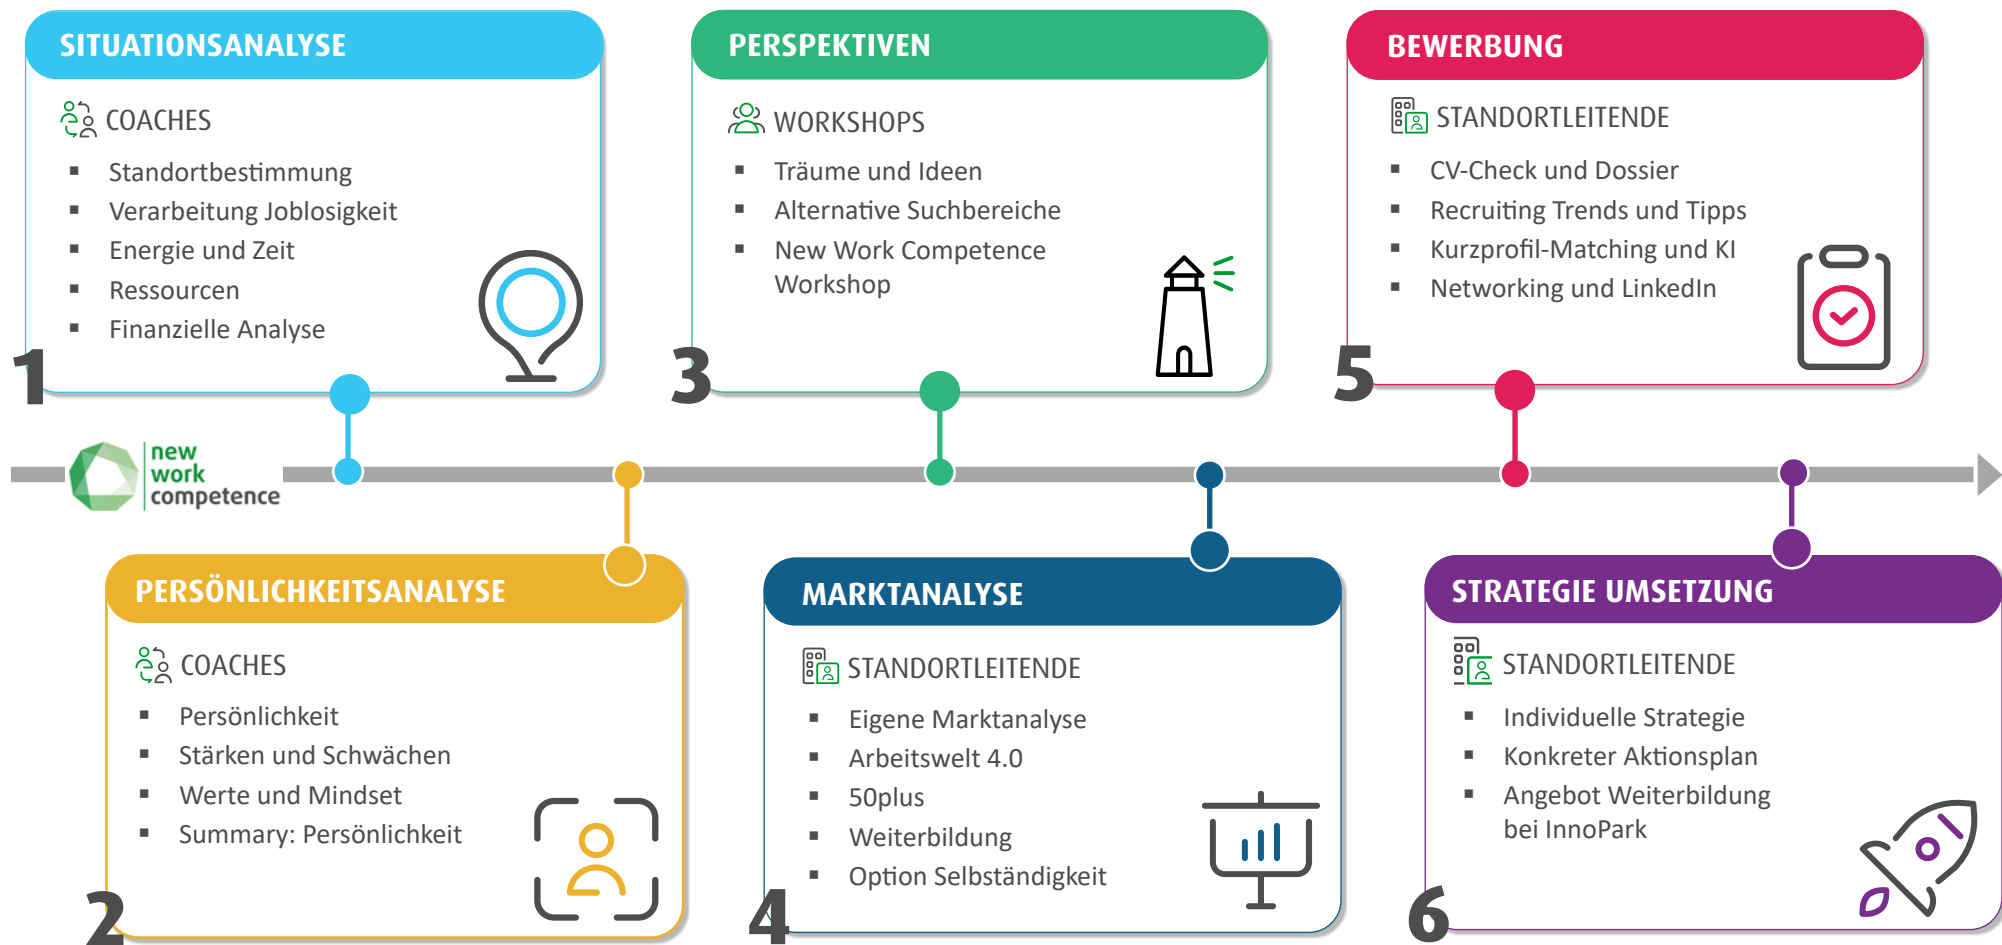 SITUATIONSANALYSE
COACHES
▪ Standortbestimmung
▪ Verarbeitung Joblosigkeit
▪ Energie und Zeit
▪ Ressourcen
▪ Finanzielle Analyse
1
PERSPEKTIVEN
WORKSHOPS
▪ Träume und Ideen
▪ Alternative Suchbereiche
▪ New Work Competence
Workshop
3
BEWERBUNG
STANDORTLEITENDE
▪ CV-Check und Dossier
▪ Recruiting Trends und Tipps
▪ Kurzprofil-Matching und KI
▪ Networking und LinkedIn
5
new
work
competence
PERSÖNLICHKEITSANALYSE
COACHES
▪ Persönlichkeit
▪ Stärken und Schwächen
▪ Werte und Mindset
▪ Summary: Persönlichkeit
2
MARKTANALYSE
STANDORTLEITENDE
▪ Eigene Marktanalyse
▪ Arbeitswelt 4.0
▪ 50plus
▪ Weiterbildung
▪ Option Selbständigkeit
4
STRATEGIE UMSETZUNG
STANDORTLEITENDE
▪ Individuelle Strategie
▪ Konkreter Aktionsplan
▪ Angebot Weiterbildung
bei InnoPark
6